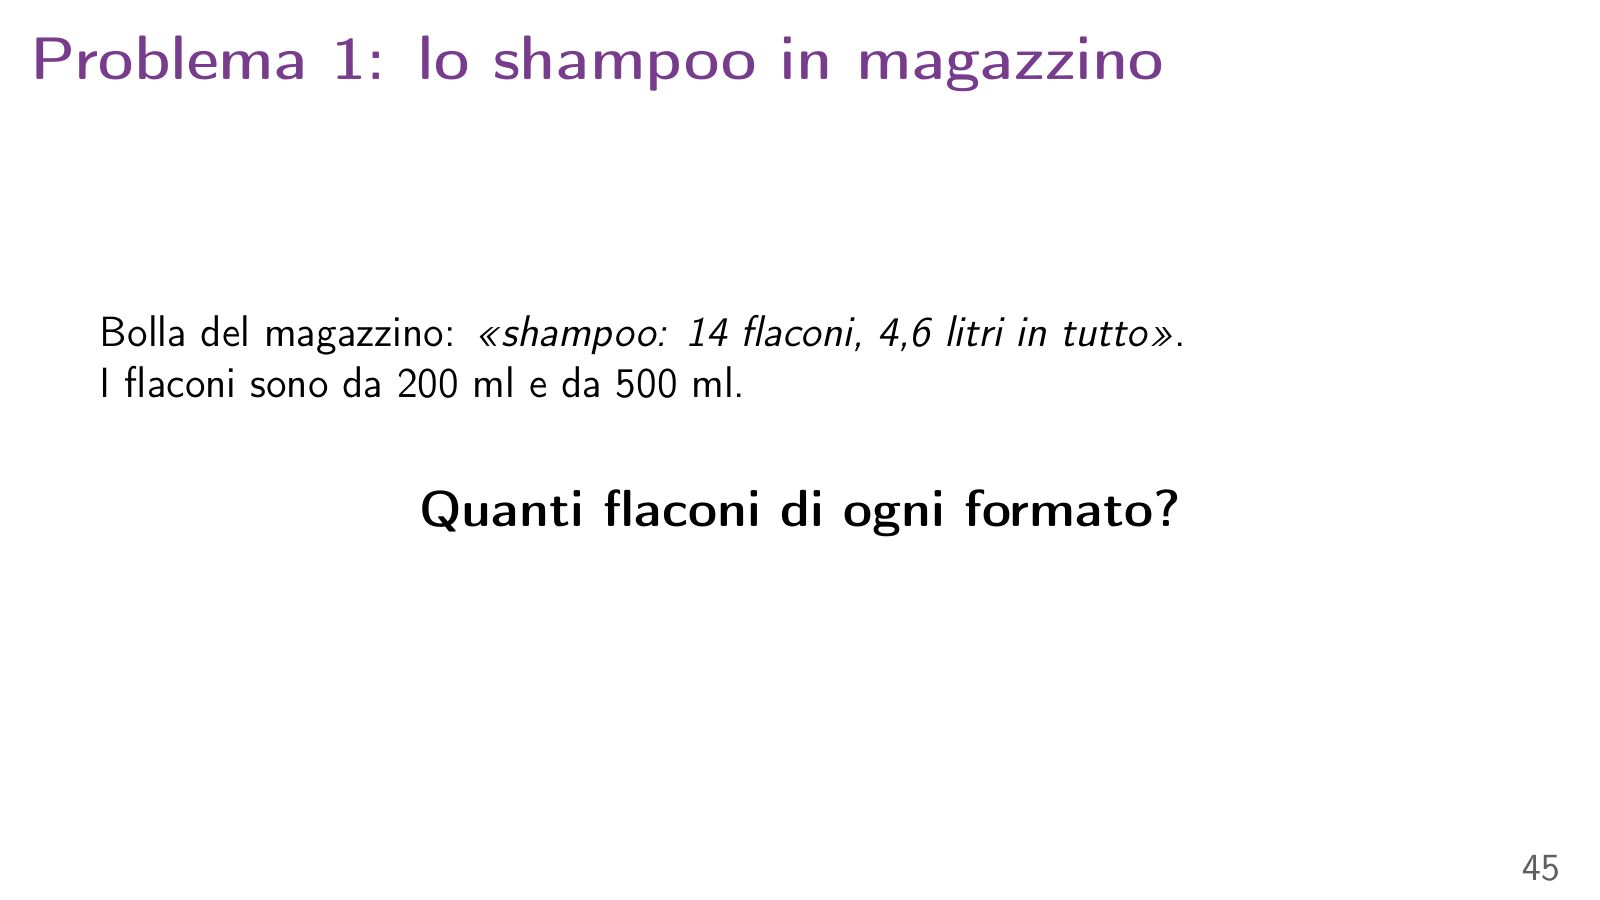 Problema 1: lo shampoo in magazzino
Bolla del magazzino: «shampoo: 14 flaconi, 4,6 litri in tutto».
I flaconi sono da 200 ml e da 500 ml.
Quanti flaconi di ogni formato?
45